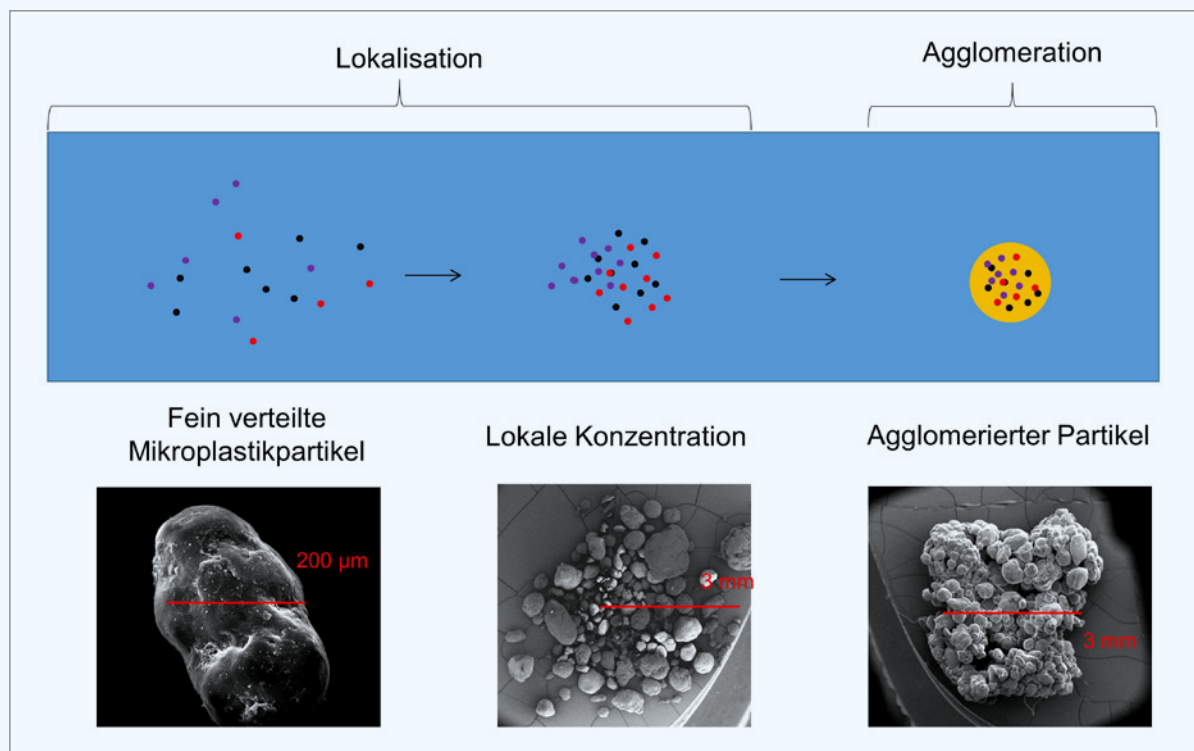 Lokalisation
Agglomeration
Fein verteilte
Mikroplastikpartikel
Lokale Konzentration
Agglomerierter Partikel
200 µm
3 mm
3 mm